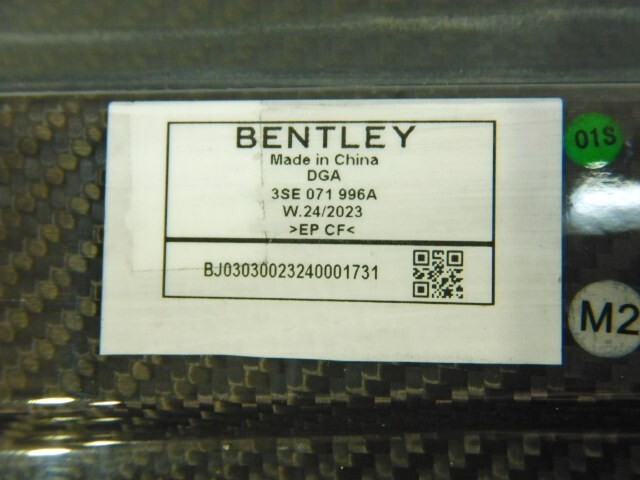 BENTLEY
Made in China
DGA
3SE 071 996A
W.24/2023
>EP CF<
BJ03030023240001731
01S
M2